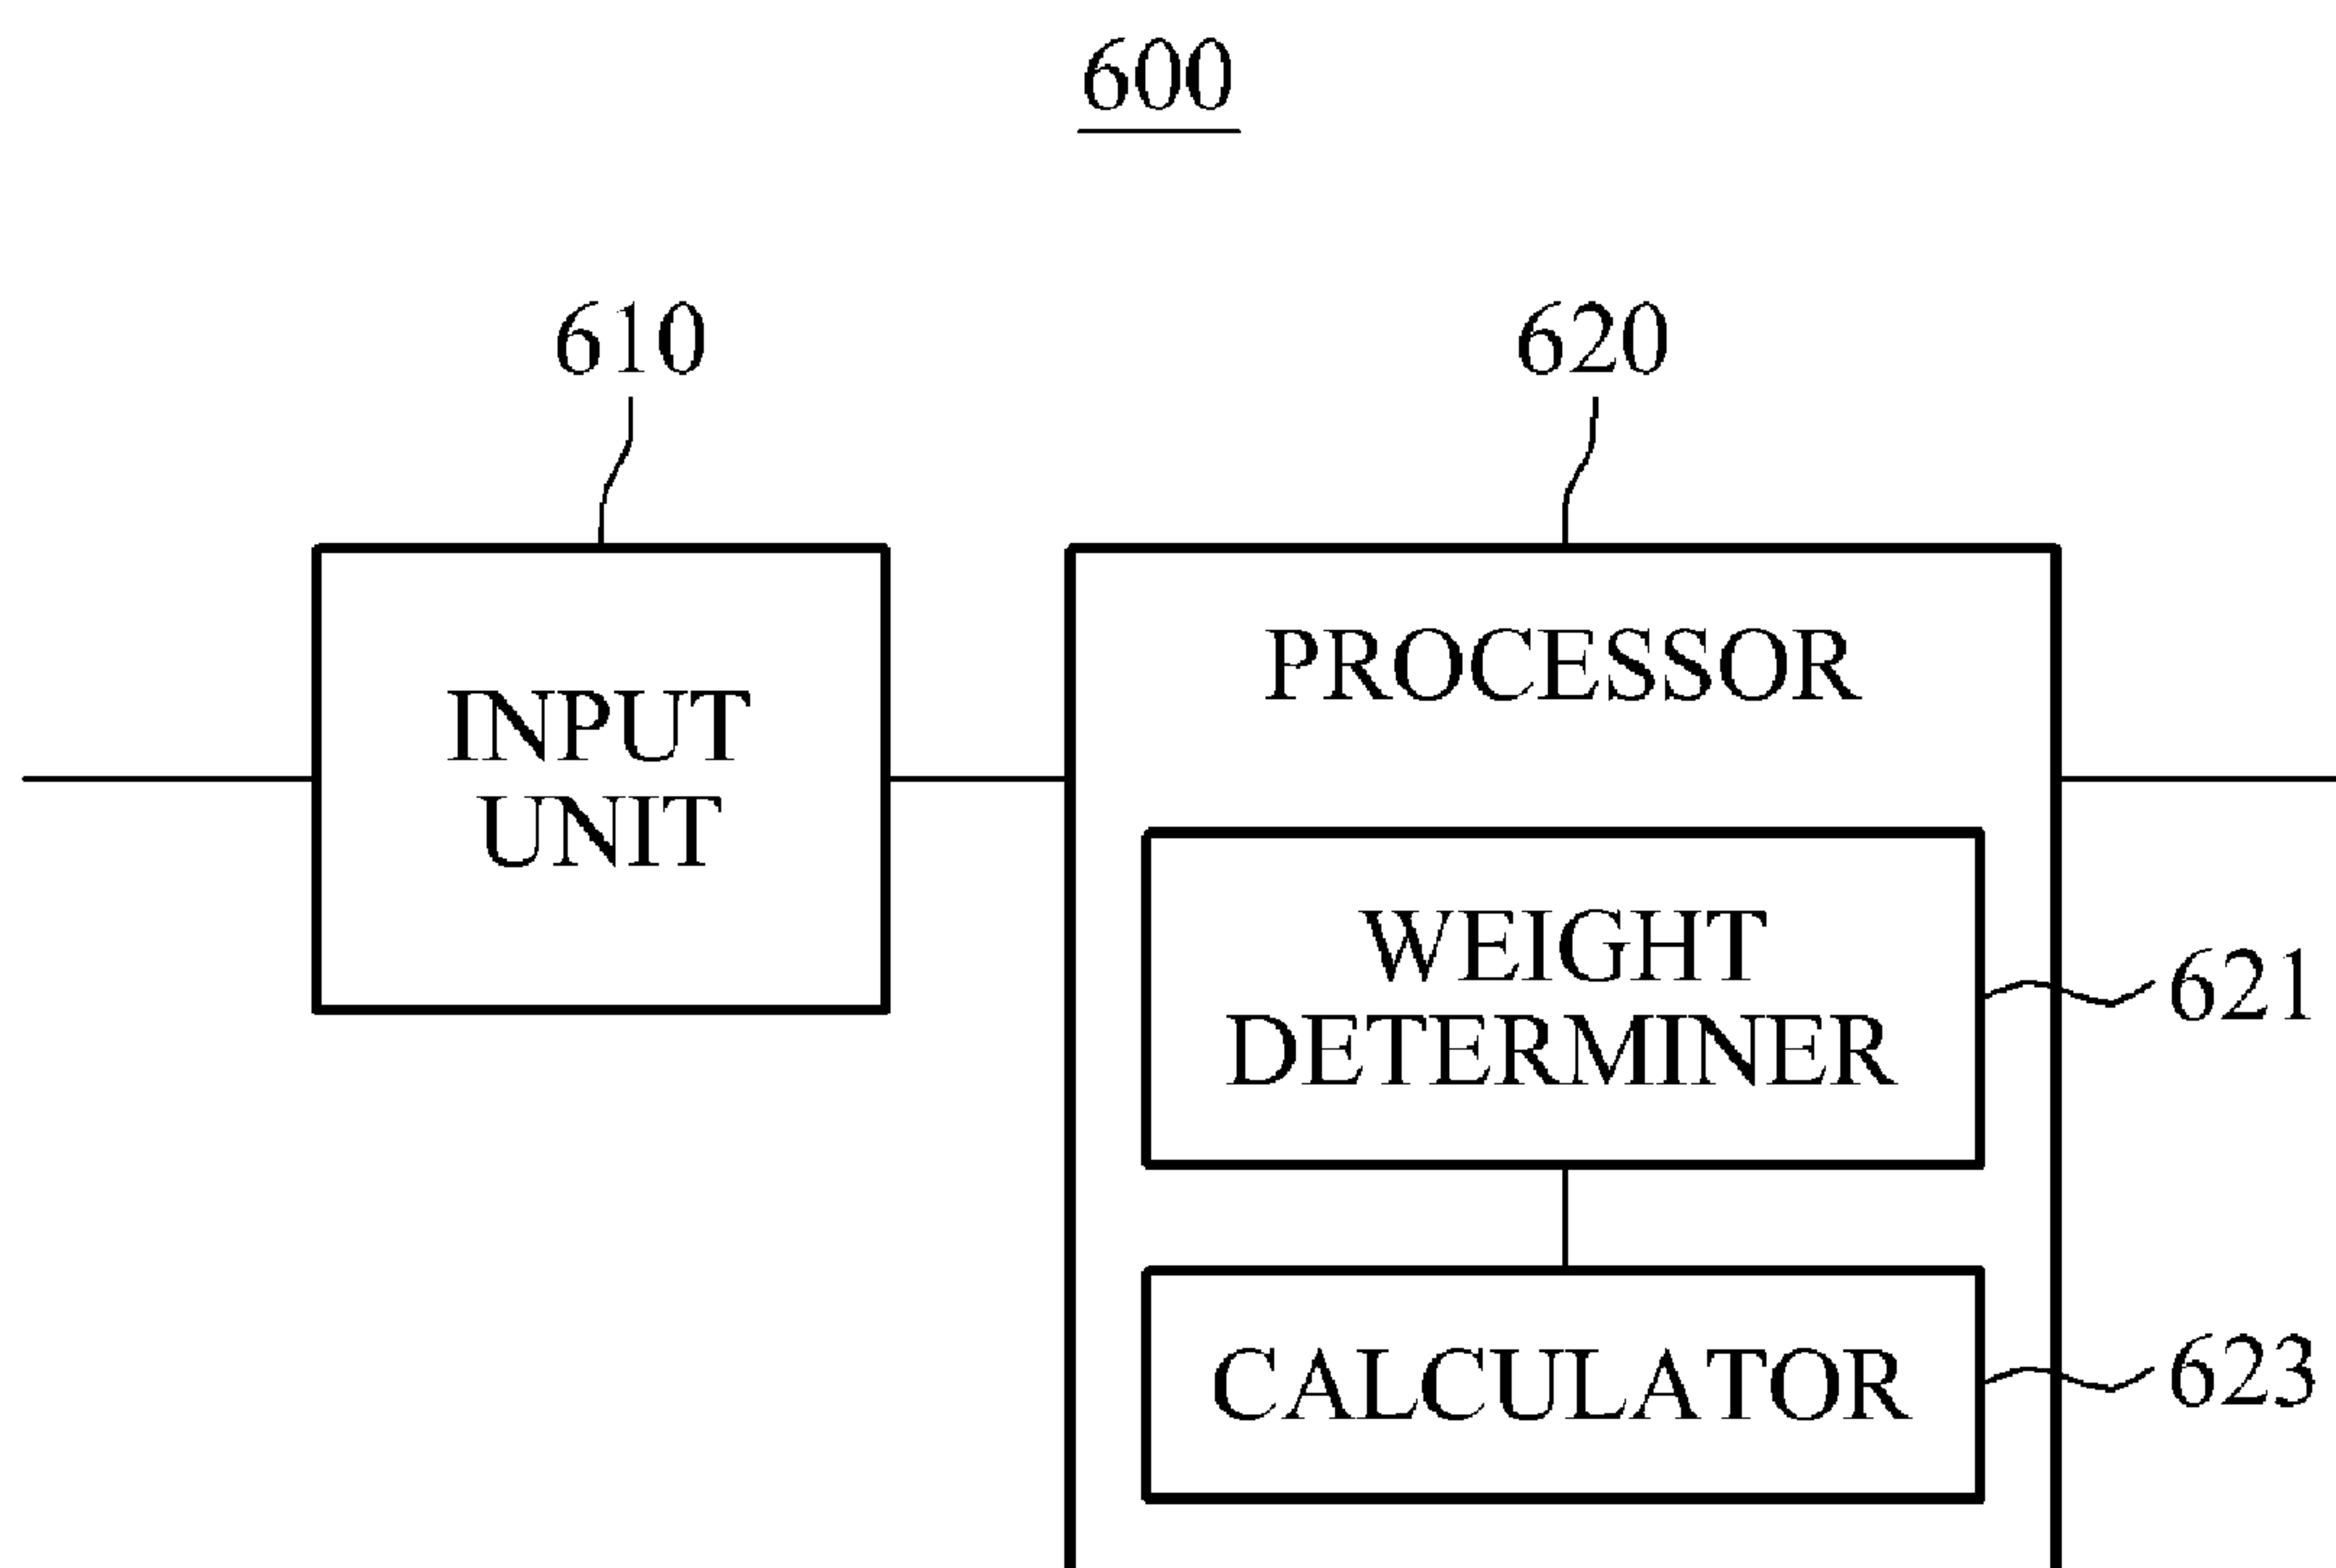 600
610
620
INPUT
UNIT
PROCESSOR
WEIGHT
DETERMINER
621
CALCULATOR
623